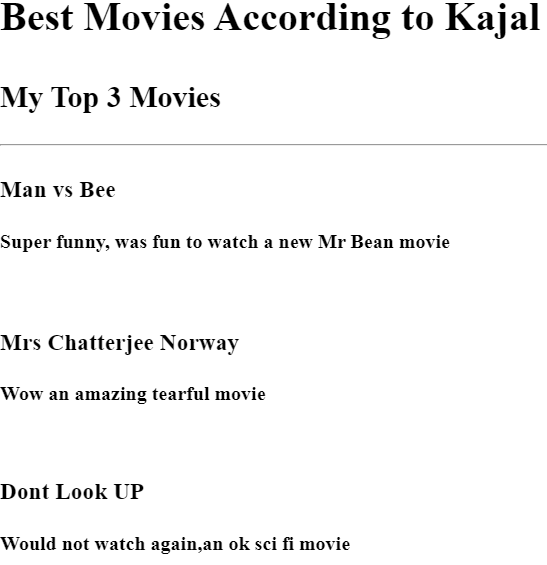 Best Movies According to Kajal
My Top 3 Movies
Man vs Bee
Super funny, was fun to watch a new Mr Bean movie
Mrs Chatterjee Norway
Wow an amazing tearful movie
Dont Look UP
Would not watch again,an ok sci fi movie